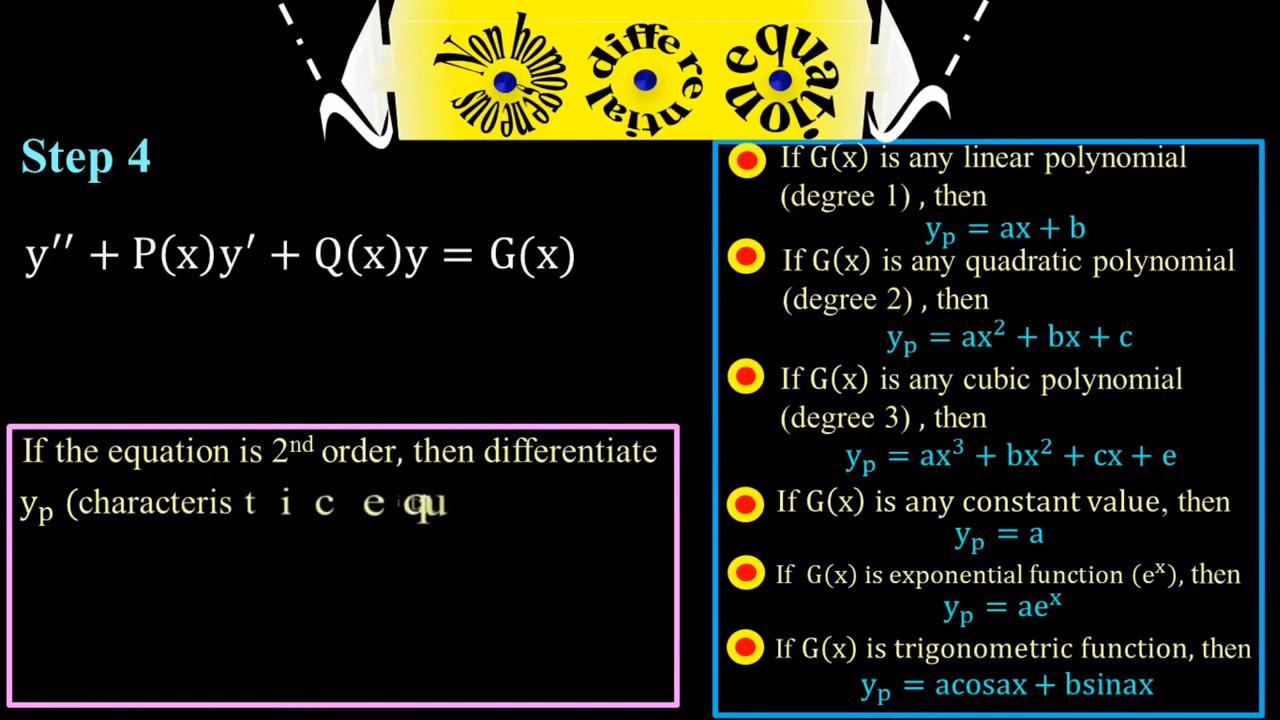 Non homogeneous differential equation
Step 4
y′′ + P(x)y′ + Q(x)y = G(x)
If the equation is 2nd order, then differentiate
yp (characteristic equ
If G(x) is any linear polynomial
(degree 1) , then
yp = ax + b
If G(x) is any quadratic polynomial
(degree 2) , then
yp = ax² + bx + c
If G(x) is any cubic polynomial
(degree 3) , then
yp = ax³ + bx² + cx + e
If G(x) is any constant value, then
yp = a
If G(x) is exponential function (eˣ), then
yp = aeˣ
If G(x) is trigonometric function, then
yp = acosax + bsinax